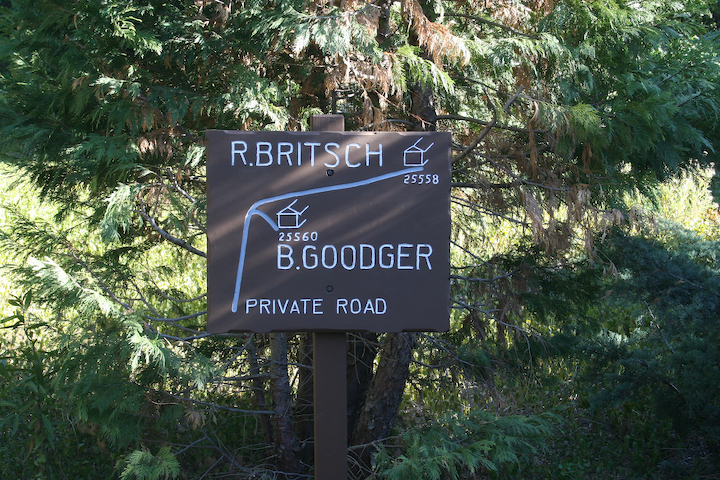 R.BRITSCH
25558
25560
B.GOODGER
PRIVATE ROAD